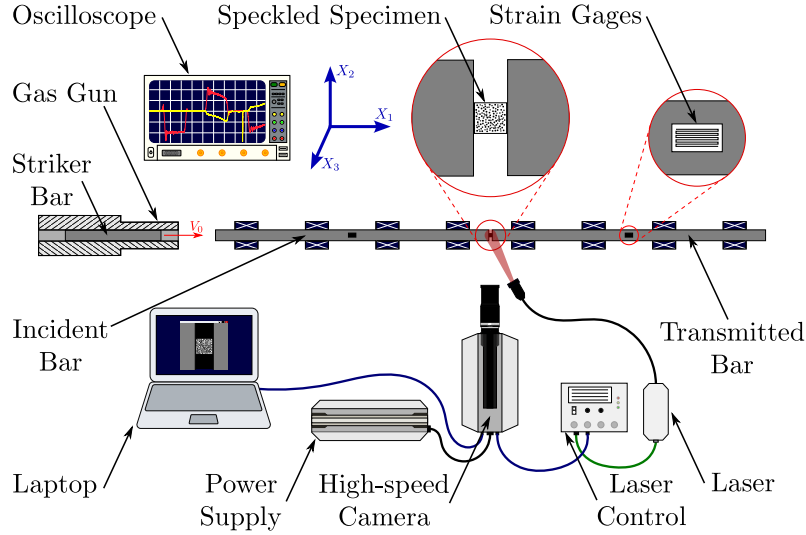 Oscilloscope
Speckled Specimen
Strain Gages
Gas Gun
X2
X1
X3
Striker
Bar
V0
Incident
Bar
Transmitted
Bar
Laptop
Power
Supply
High-speed
Camera
Laser
Control
Laser